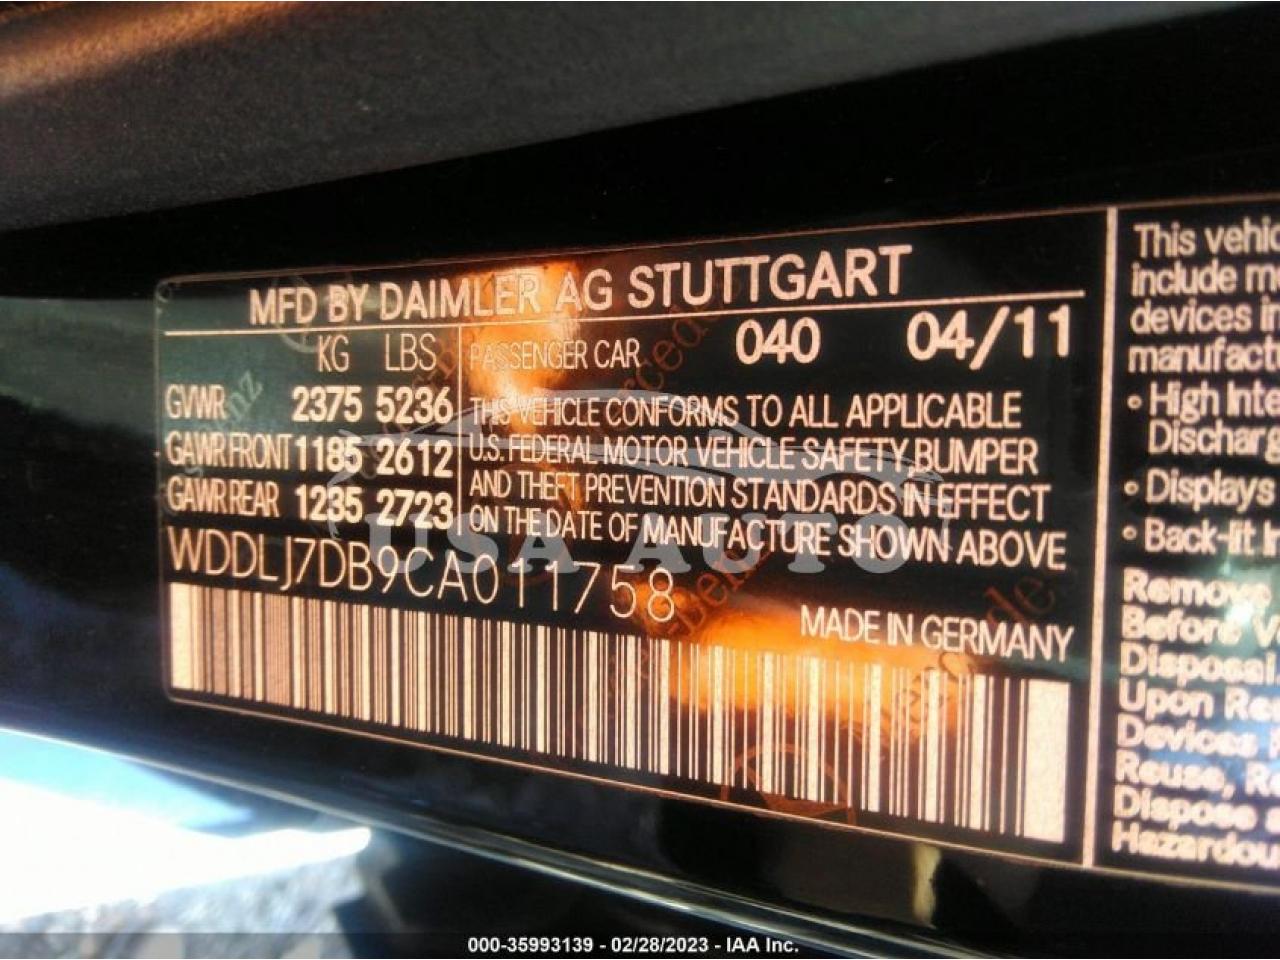 MFD BY DAIMLER AG STUTTGART
KG LBS
GVWR 2375 5236
GAWR FRONT 1185 2612
GAWR REAR 1235 2723
PASSENGER CAR 040 04/11
THIS VEHICLE CONFORMS TO ALL APPLICABLE
U.S. FEDERAL MOTOR VEHICLE SAFETY, BUMPER
AND THEFT PREVENTION STANDARDS IN EFFECT
ON THE DATE OF MANUFACTURE SHOWN ABOVE
WDDLJ7DB9CA011758
MADE IN GERMANY
USA AUTO
This vehic
include m
devices in
manufact
• High Inte
Discharg
• Displays
• Back-lit
Remove
Before V
Disposal.
Upon Re
Devices
Reuse, Re
Dispose
Hazardou
000-35993139 - 02/28/2023 - IAA Inc.